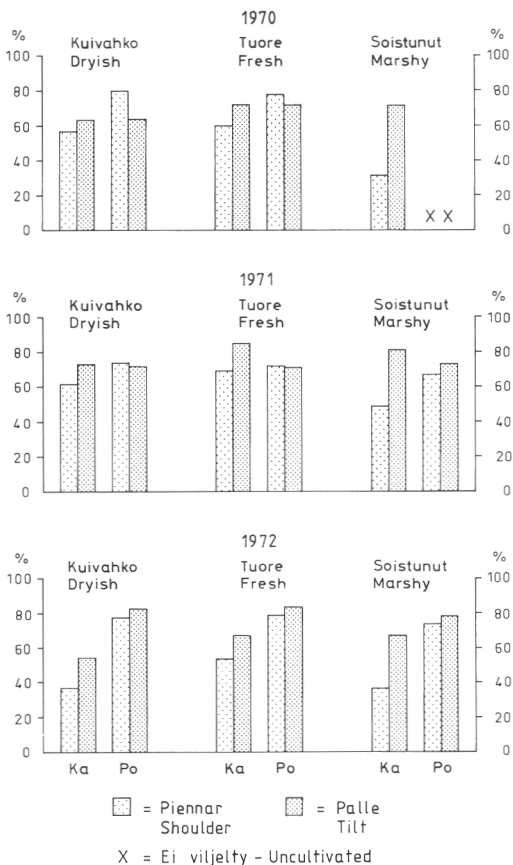 1970
%
Kuivahko Tuore Soistunut %
Dryish Fresh Marshy
100 100
80 80
60 60
40 40
20 20
0 0
X X
1971
% Kuivahko Tuore Soistunut %
Dryish Fresh Marshy
100 100
80 80
60 60
40 40
20 20
0 0
1972
% Kuivahko Tuore Soistunut %
Dryish Fresh Marshy
100 100
80 80
60 60
40 40
20 20
0 0
Ka Po Ka Po Ka Po
= Piennar = Palle
Shoulder Tilt
X = Ei viljelty - Uncultivated